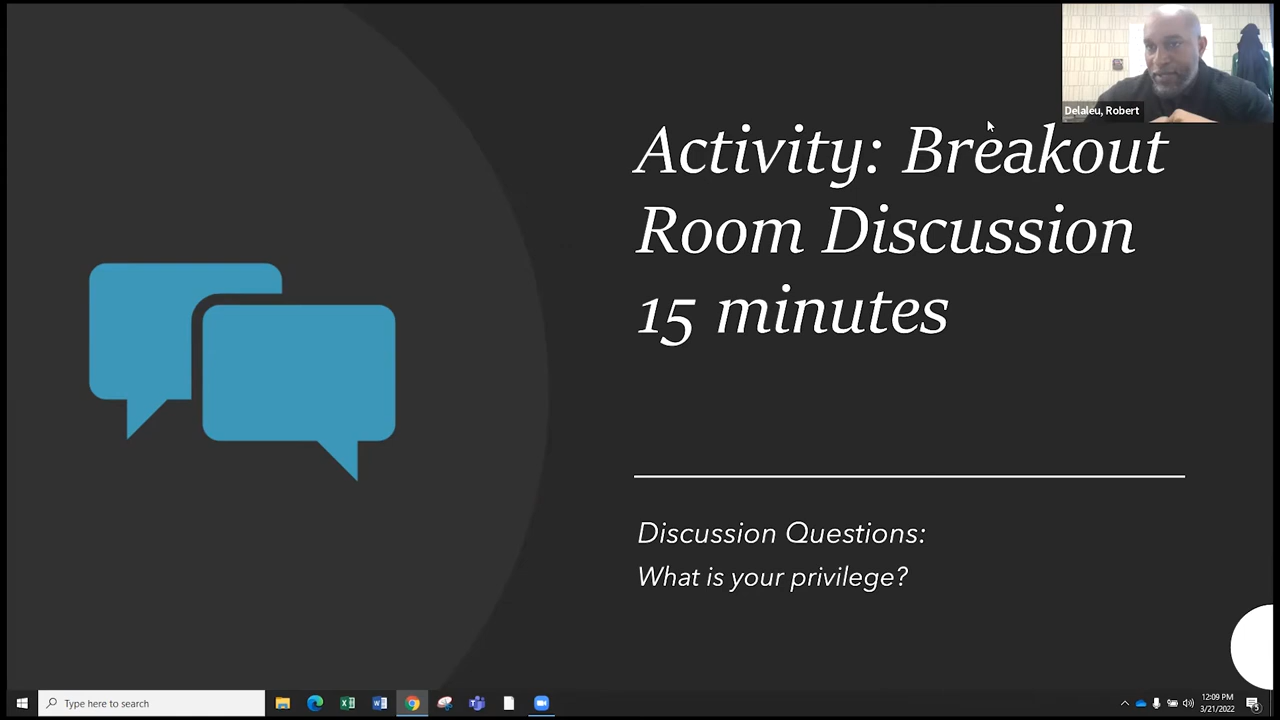 Delaleu, Robert
Activity: Breakout
Room Discussion
15 minutes
Discussion Questions:
What is your privilege?
Type here to search
12:09 PM
3/21/2022